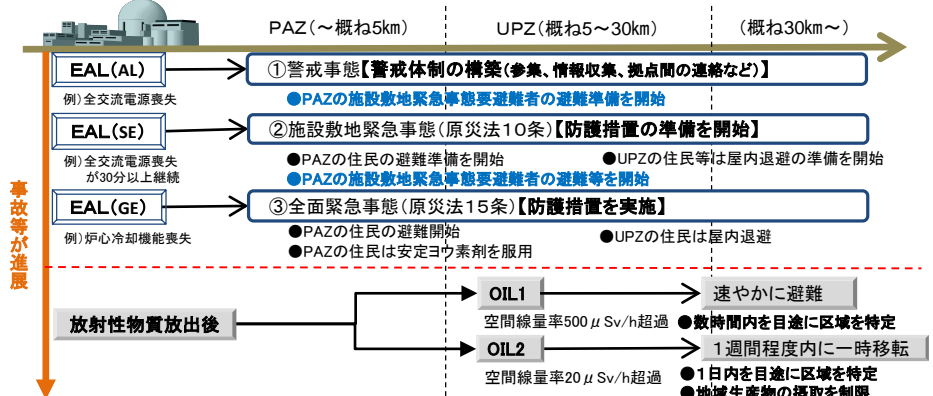 PAZ(~概ね5km)
UPZ(概ね5~30km)
(概ね30km~)
EAL(AL)
①警戒事態【警戒体制の構築(参集、情報収集、拠点間の連絡など)】
例)全交流電源喪失
●PAZの施設敷地緊急事態要避難者の避難準備を開始
EAL(SE)
②施設敷地緊急事態(原災法10条)【防護措置の準備を開始】
例)全交流電源喪失
が30分以上継続
●PAZの住民の避難準備を開始
●UPZの住民等は屋内退避の準備を開始
●PAZの施設敷地緊急事態要避難者の避難等を開始
EAL(GE)
③全面緊急事態(原災法15条)【防護措置を実施】
例)炉心冷却機能喪失
●PAZの住民の避難開始
●UPZの住民は屋内退避
●PAZの住民は安定ヨウ素剤を服用
事故等が進展
放射性物質放出後
OIL1
速やかに避難
空間線量率500μSv/h超過
●数時間内を目途に区域を特定
OIL2
1週間程度内に一時移転
空間線量率20μSv/h超過
●1日内を目途に区域を特定
●地域生産物の摂取を制限